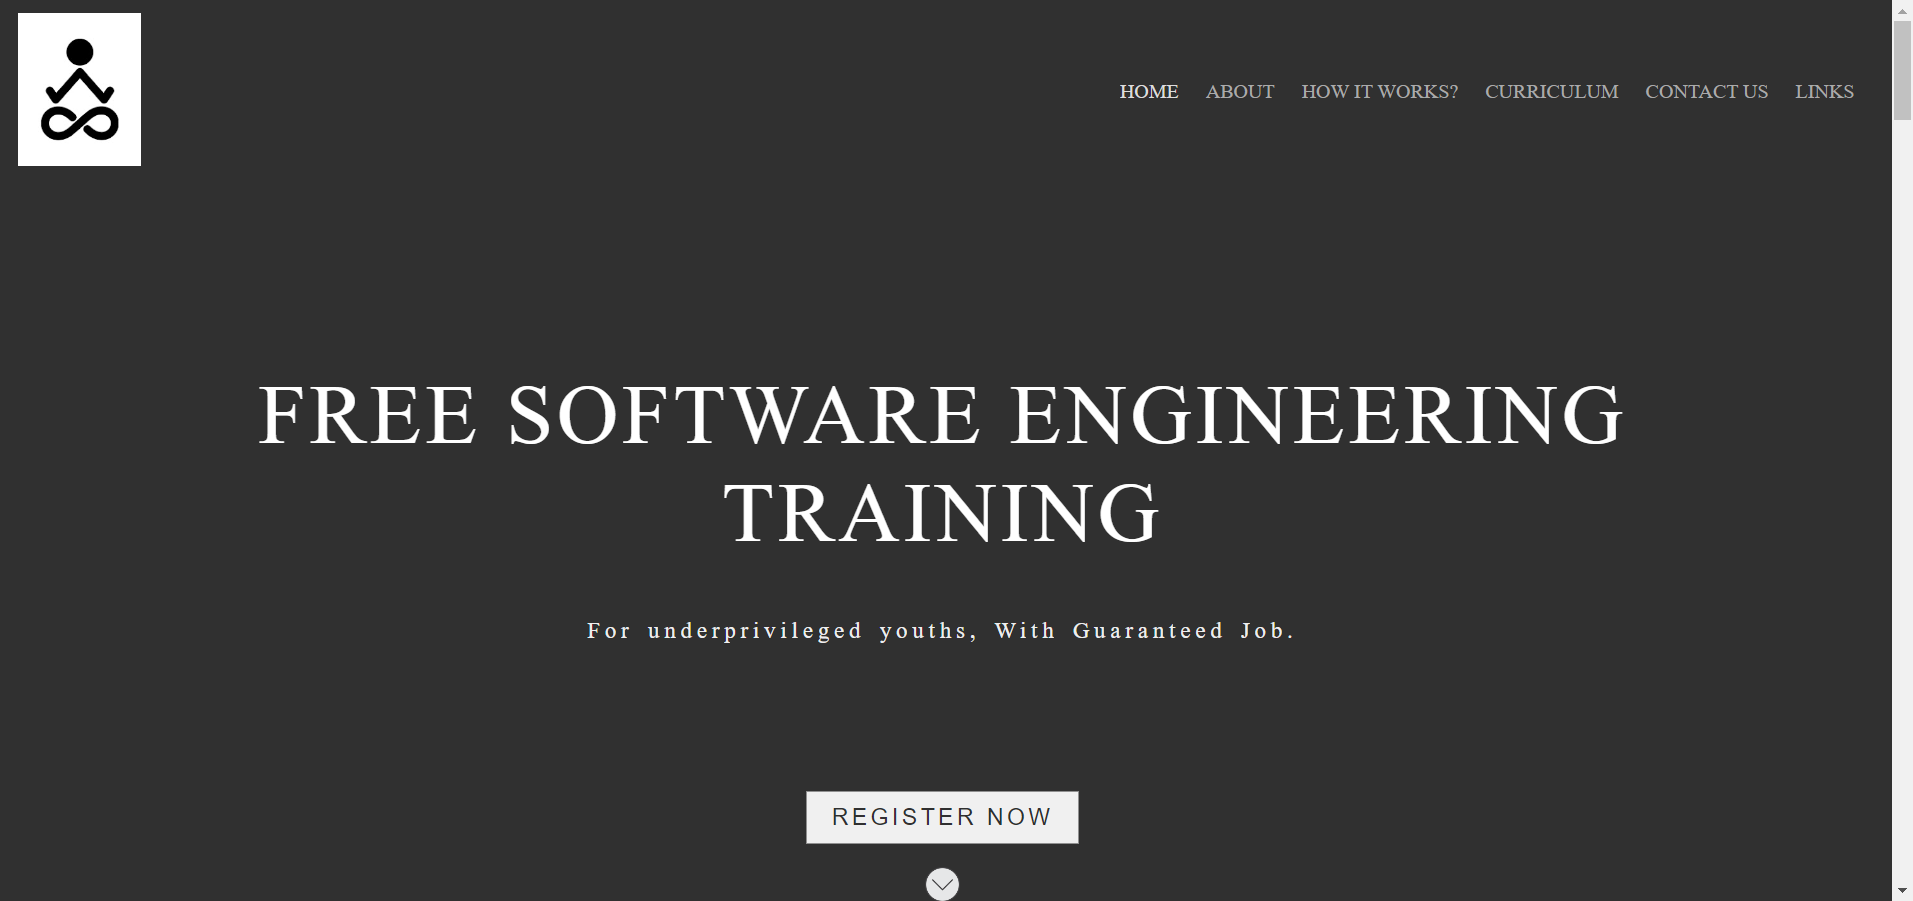 HOME ABOUT HOW IT WORKS? CURRICULUM CONTACT US LINKS
FREE SOFTWARE ENGINEERING
TRAINING
For underprivileged youths, With Guaranteed Job.
REGISTER NOW